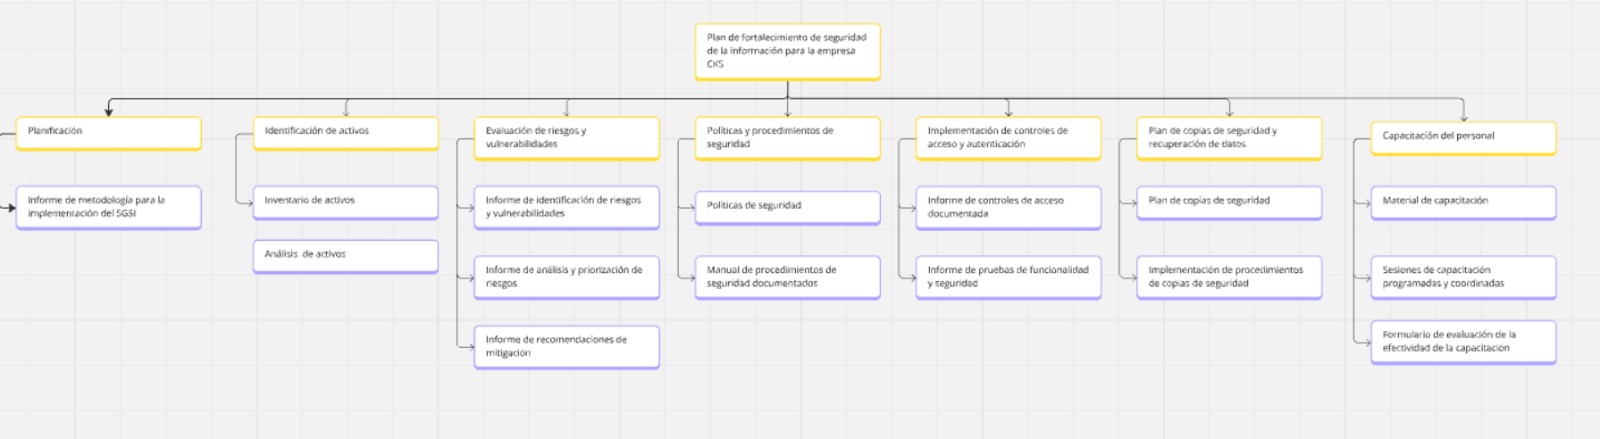 Plan de fortalecimiento de seguridad
de la información para la empresa
CKS
Planificación
Informe de metodología para la
implementación del SGSI
Identificación de activos
Inventario de activos
Análisis de activos
Evaluación de riesgos y
vulnerabilidades
Informe de identificación de riesgos
y vulnerabilidades
Informe de análisis y priorización de
riesgos
Informe de recomendaciones de
mitigación
Políticas y procedimientos de
seguridad
Políticas de seguridad
Manual de procedimientos de
seguridad documentados
Implementación de controles de
acceso y autenticación
Informe de controles de acceso
documentada
Informe de pruebas de funcionalidad
y seguridad
Plan de copias de seguridad y
recuperación de datos
Plan de copias de seguridad
Implementación de procedimientos
de copias de seguridad
Capacitación del personal
Material de capacitación
Sesiones de capacitación
programadas y coordinadas
Formulario de evaluación de la
efectividad de la capacitación